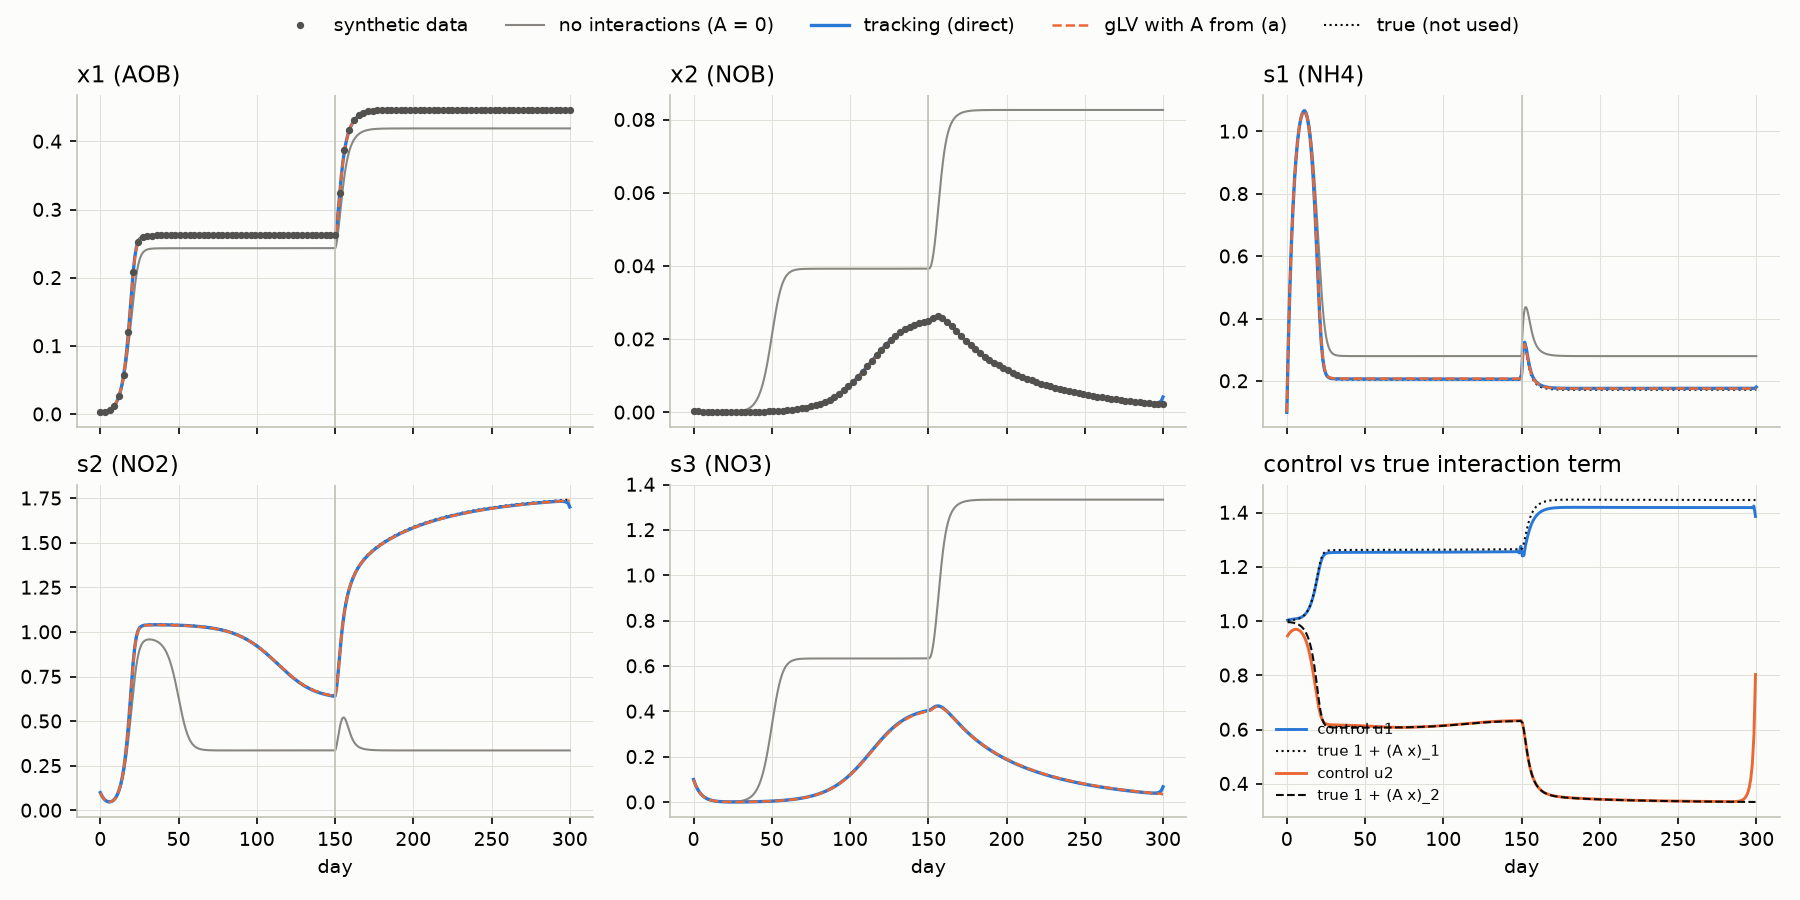 synthetic data no interactions (A = 0) tracking (direct) gLV with A from (a) true (not used)
x1 (AOB)
0.4
0.3
0.2
0.1
0.0
x2 (NOB)
0.08
0.06
0.04
0.02
0.00
s1 (NH4)
1.0
0.8
0.6
0.4
0.2
s2 (NO2)
1.75
1.50
1.25
1.00
0.75
0.50
0.25
0.00
0 50 100 150 200 250 300
day
s3 (NO3)
1.4
1.2
1.0
0.8
0.6
0.4
0.2
0.0
0 50 100 150 200 250 300
day
control vs true interaction term
1.4
1.2
1.0
0.8
0.6
0.4
control u1
true 1 + (A x)_1
control u2
true 1 + (A x)_2
0 50 100 150 200 250 300
day